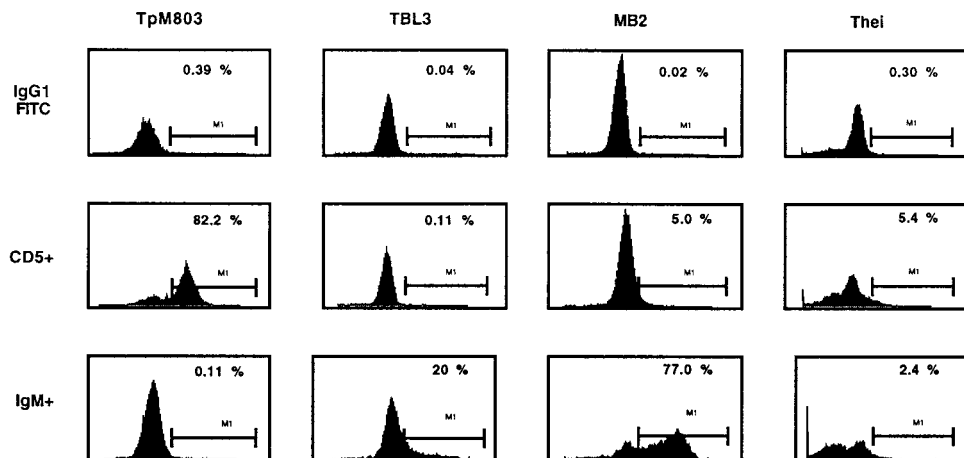 TpM803 TBL3 MB2 Thei
IgG1 FITC
0.39 % 0.04 % 0.02 % 0.30 %
M1 M1 M1 M1
CD5+
82.2 % 0.11 % 5.0 % 5.4 %
M1 M1 M1 M1
IgM+
0.11 % 20 % 77.0 % 2.4 %
M1 M1 M1 M1